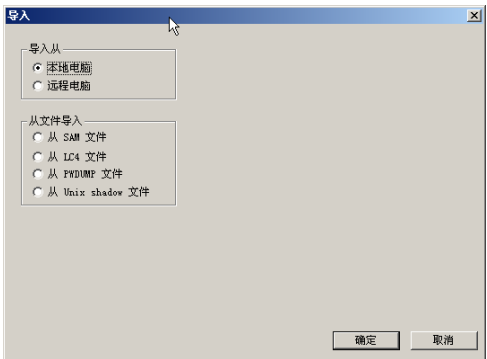 导入
导入从
本地电脑
远程电脑
从文件导入
从 SAM 文件
从 LC4 文件
从 PWDUMP 文件
从 Unix shadow 文件
确定 取消